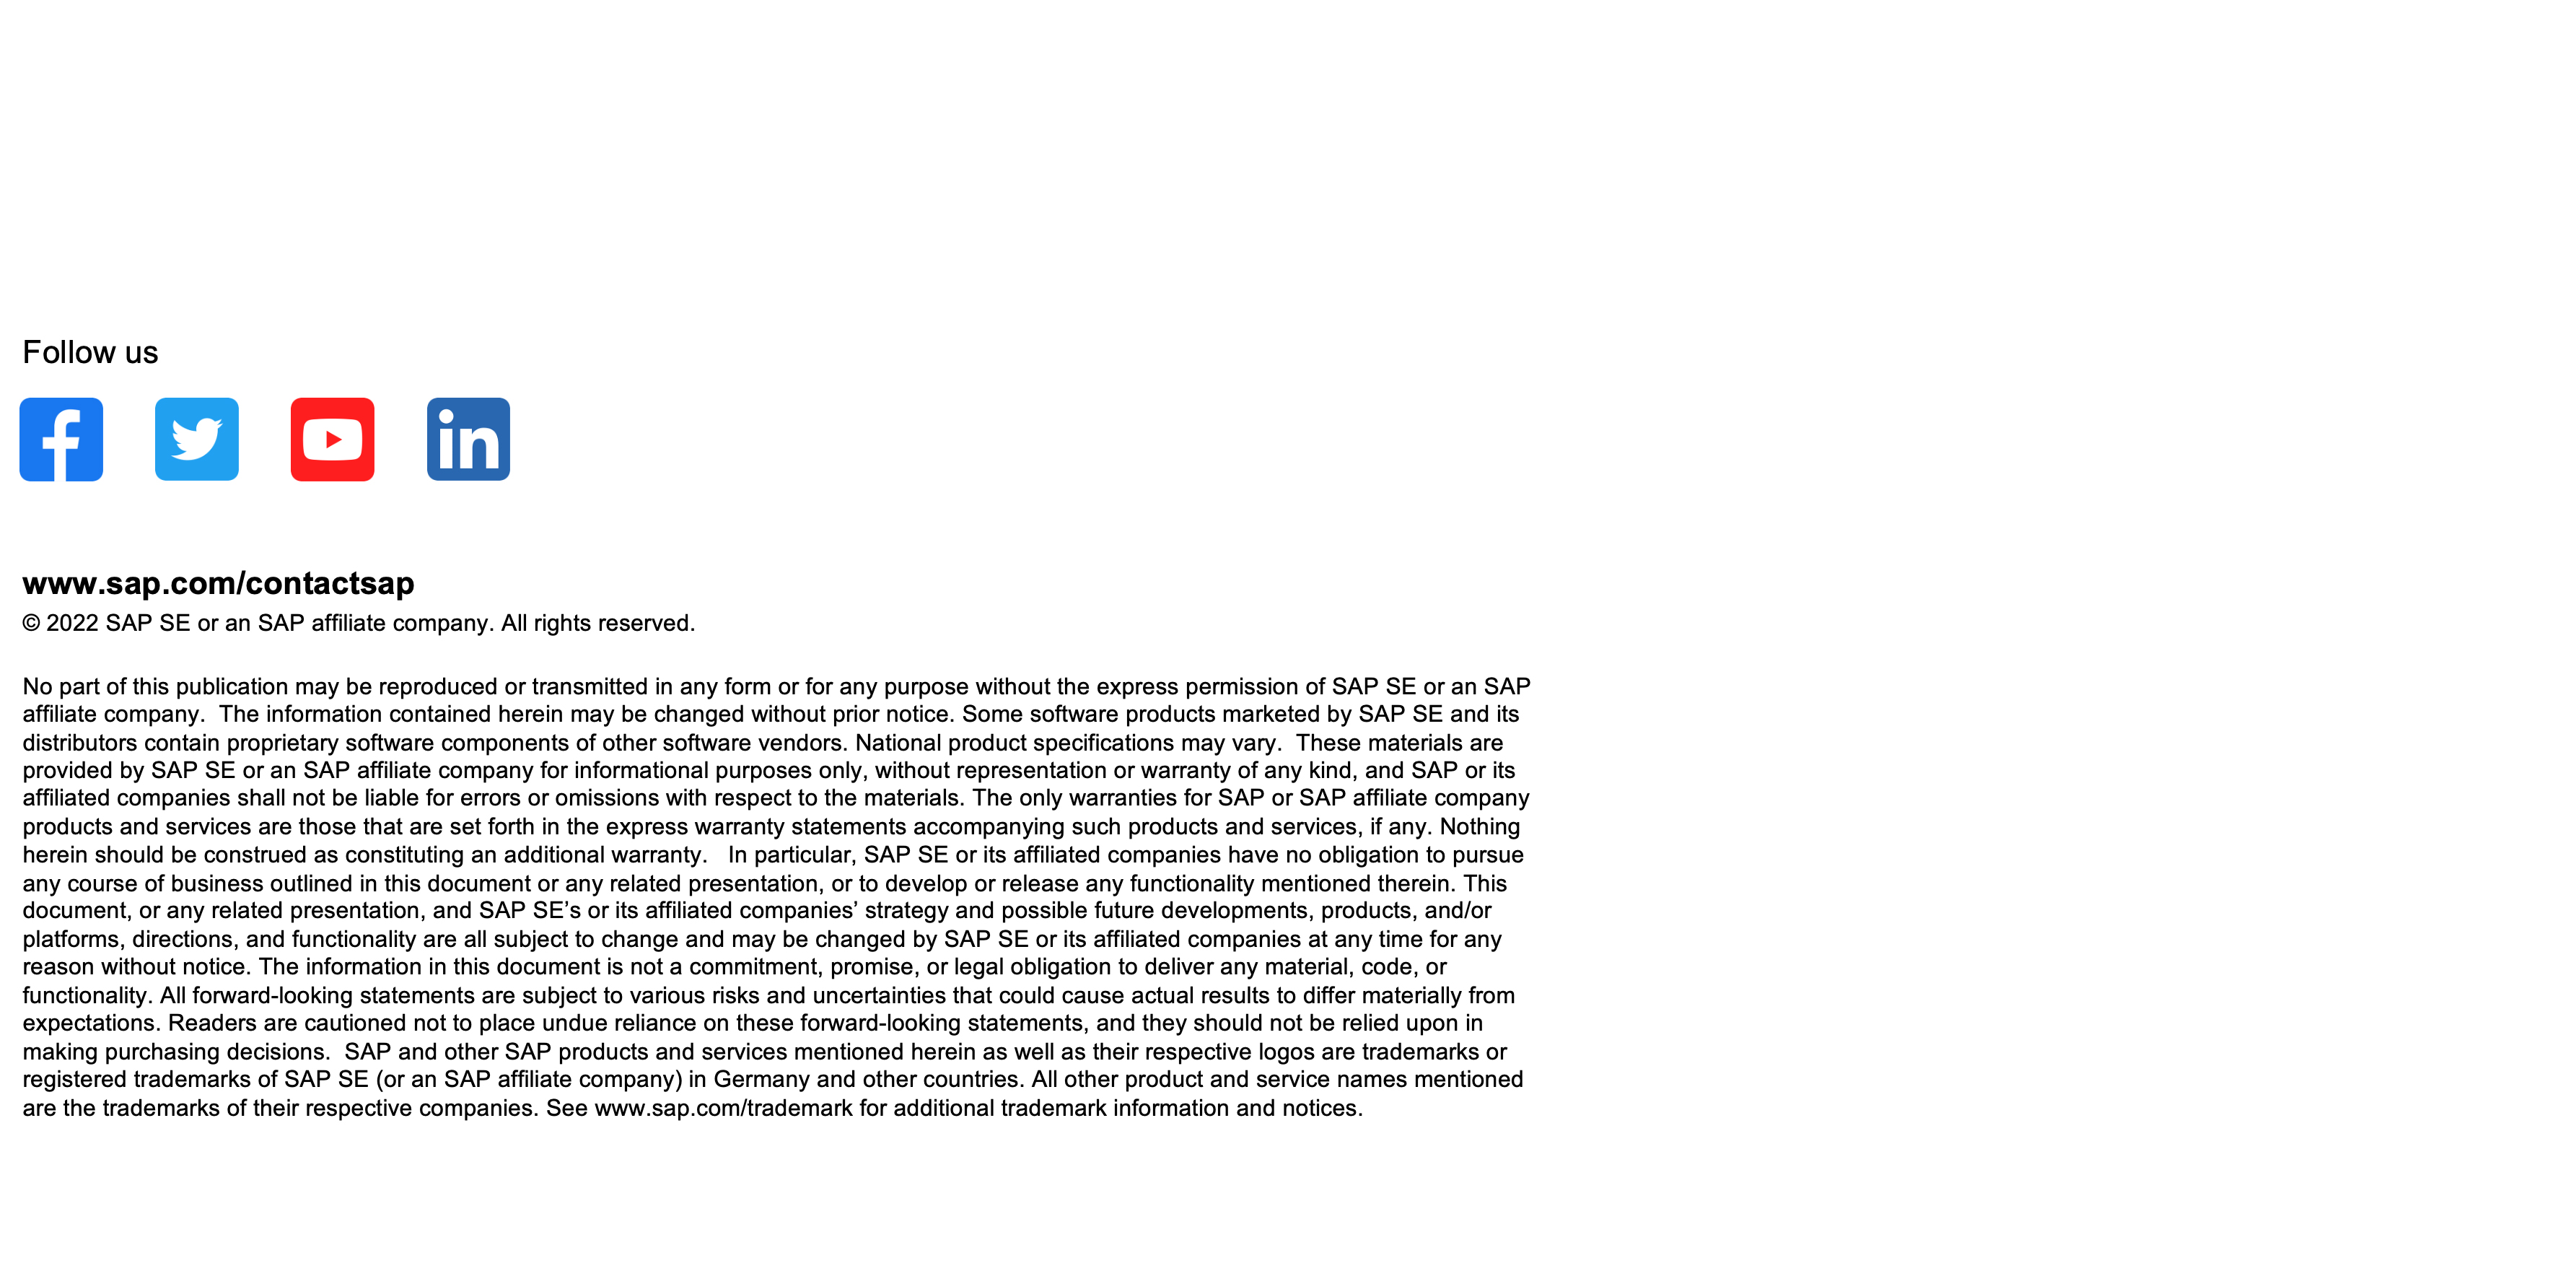 Follow us
www.sap.com/contactsap
© 2022 SAP SE or an SAP affiliate company. All rights reserved.
No part of this publication may be reproduced or transmitted in any form or for any purpose without the express permission of SAP SE or an SAP
affiliate company.  The information contained herein may be changed without prior notice. Some software products marketed by SAP SE and its
distributors contain proprietary software components of other software vendors. National product specifications may vary.  These materials are
provided by SAP SE or an SAP affiliate company for informational purposes only, without representation or warranty of any kind, and SAP or its
affiliated companies shall not be liable for errors or omissions with respect to the materials. The only warranties for SAP or SAP affiliate company
products and services are those that are set forth in the express warranty statements accompanying such products and services, if any. Nothing
herein should be construed as constituting an additional warranty.   In particular, SAP SE or its affiliated companies have no obligation to pursue
any course of business outlined in this document or any related presentation, or to develop or release any functionality mentioned therein. This
document, or any related presentation, and SAP SE’s or its affiliated companies’ strategy and possible future developments, products, and/or
platforms, directions, and functionality are all subject to change and may be changed by SAP SE or its affiliated companies at any time for any
reason without notice. The information in this document is not a commitment, promise, or legal obligation to deliver any material, code, or
functionality. All forward-looking statements are subject to various risks and uncertainties that could cause actual results to differ materially from
expectations. Readers are cautioned not to place undue reliance on these forward-looking statements, and they should not be relied upon in
making purchasing decisions.  SAP and other SAP products and services mentioned herein as well as their respective logos are trademarks or
registered trademarks of SAP SE (or an SAP affiliate company) in Germany and other countries. All other product and service names mentioned
are the trademarks of their respective companies. See www.sap.com/trademark for additional trademark information and notices.